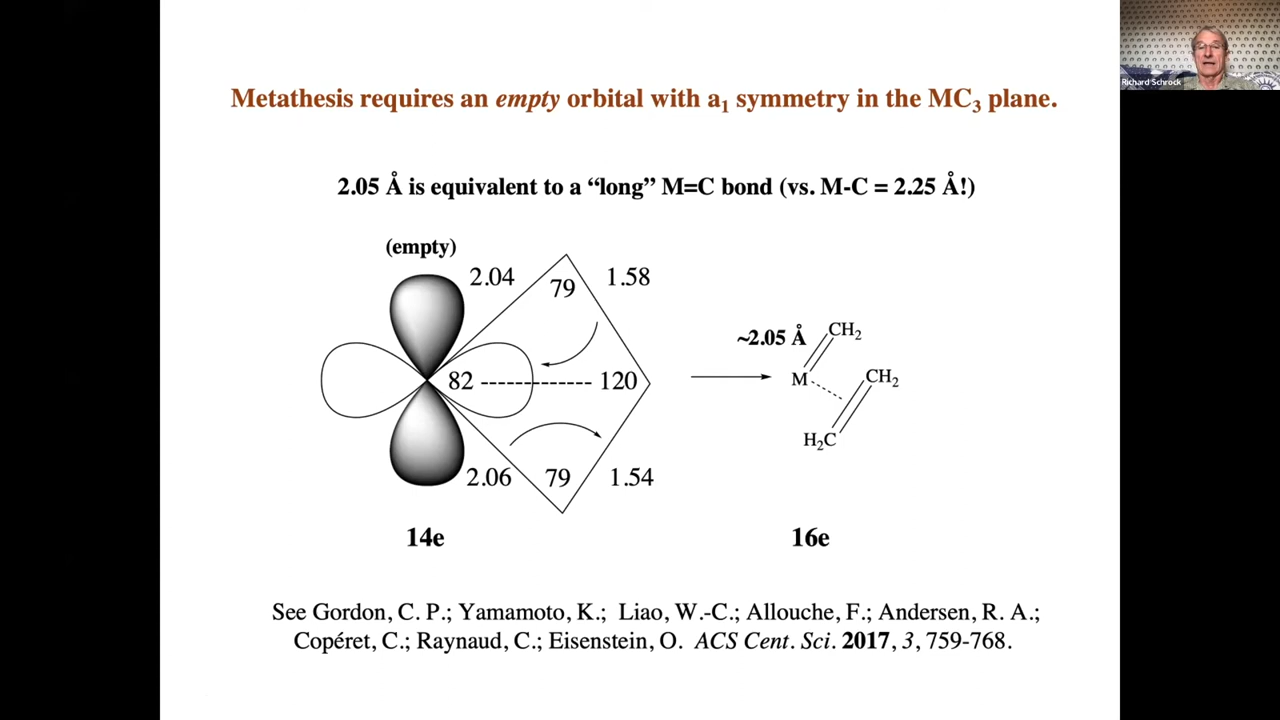 Richard Schrock
Metathesis requires an empty orbital with a₁ symmetry in the MC₃ plane.
2.05 Å is equivalent to a “long” M=C bond (vs. M-C = 2.25 Å!)
(empty)
2.04
79
1.58
82
120
2.06
79
1.54
14e
~2.05 Å
CH₂
M
CH₂
H₂C
16e
See Gordon, C. P.; Yamamoto, K.; Liao, W.-C.; Allouche, F.; Andersen, R. A.;
Copéret, C.; Raynaud, C.; Eisenstein, O. ACS Cent. Sci. 2017, 3, 759-768.